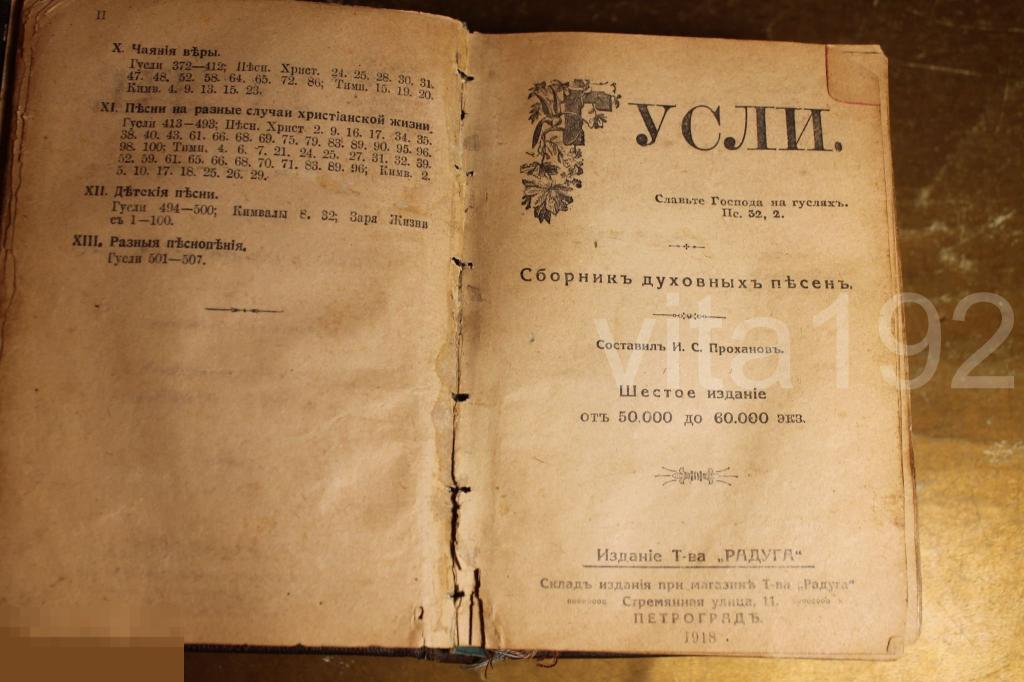 II
X. Чаянія вѣры.
Гусли 372—412; Пѣсн. Христ. 24. 25. 28. 30. 31.
47. 48. 52. 58. 64. 65. 72. 86; Тимп. 15. 19. 20.
Кимв. 4. 9. 13. 15. 23.
XI. Пѣсни на разные случаи христіанской жизни.
Гусли 413—493; Пѣсн. Христ 2. 9. 16. 17. 34. 35.
38. 40. 43. 61. 66. 68. 69. 75. 79. 83. 89. 90. 95. 96.
98. 100; Тимп. 4. 6. 7. 21. 24. 25. 27. 31. 32. 39.
52. 59. 61. 65. 66. 68. 70. 71. 83. 89. 96; Кимв. 2.
5. 10. 17. 18. 25. 26. 29.
XII. Дѣтскія пѣсни.
Гусли 494—500; Кимвалы 8. 32; Заря Жизни
съ 1—100.
XIII. Разныя пѣснопѣнія.
Гусли 501—507.
ГУСЛИ.
Славьте Господа на гусляхъ.
Пс. 32, 2.
Сборникъ духовныхъ пѣсенъ.
Составилъ И. С. Прохановъ.
Шестое изданіе
отъ 50.000 до 60.000 экз.
Изданіе Т-ва „РАДУГА“
Складъ изданія при магазинѣ Т-ва „Радуга“
Стремянная улица, 11.
ПЕТРОГРАДЪ.
1918
vita192